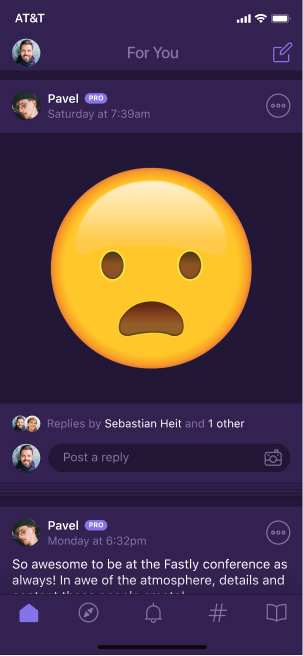 AT&T
For You
Pavel PRO
Saturday at 7:39am
Replies by Sebastian Heit and 1 other
Post a reply
Pavel PRO
Monday at 6:32pm
So awesome to be at the Fastly conference as
always! In awe of the atmosphere, details and